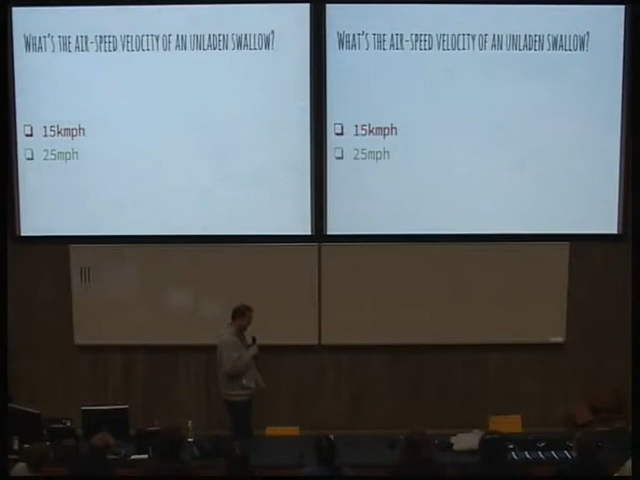 WHAT'S THE AIR-SPEED VELOCITY OF AN UNLADEN SWALLOW?
15kmph
25mph
WHAT'S THE AIR-SPEED VELOCITY OF AN UNLADEN SWALLOW?
15kmph
25mph